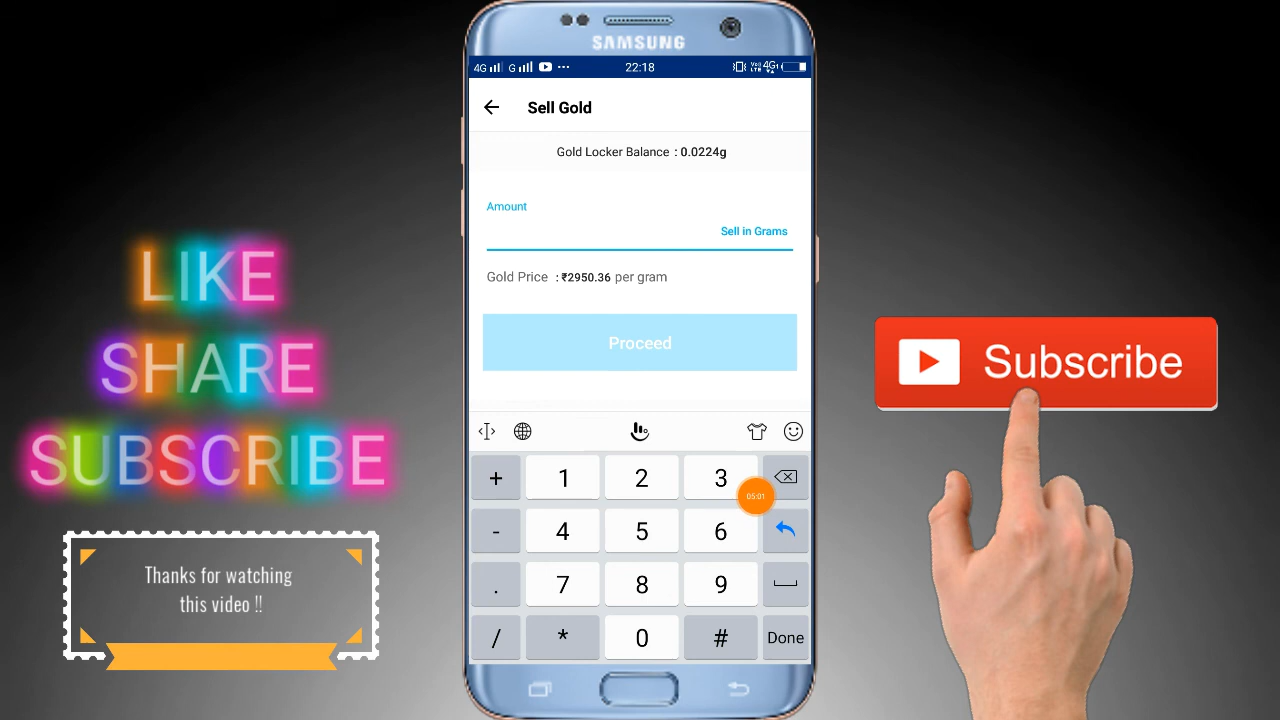 SAMSUNG
4G G 22:18 4G
Sell Gold
Gold Locker Balance : 0.0224g
Amount
Sell in Grams
Gold Price : ₹2950.36 per gram
Proceed
+ 1 2 3
05:01
- 4 5 6
. 7 8 9
/ * 0 # Done
LIKE
SHARE
SUBSCRIBE
Thanks for watching
this video !!
Subscribe